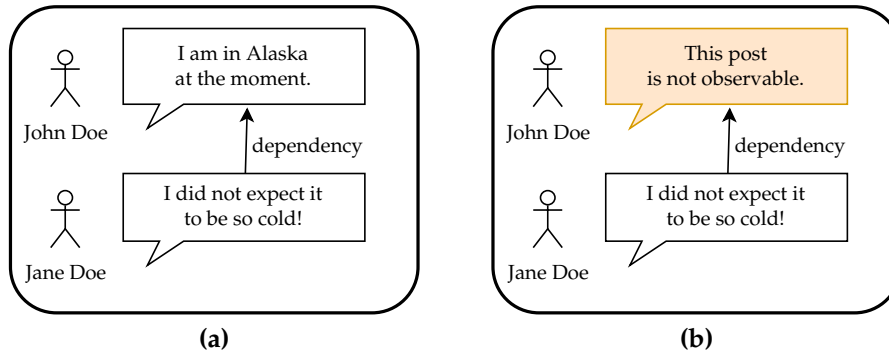 I am in Alaska
at the moment.
John Doe
dependency
I did not expect it
to be so cold!
Jane Doe
(a)
This post
is not observable.
John Doe
dependency
I did not expect it
to be so cold!
Jane Doe
(b)